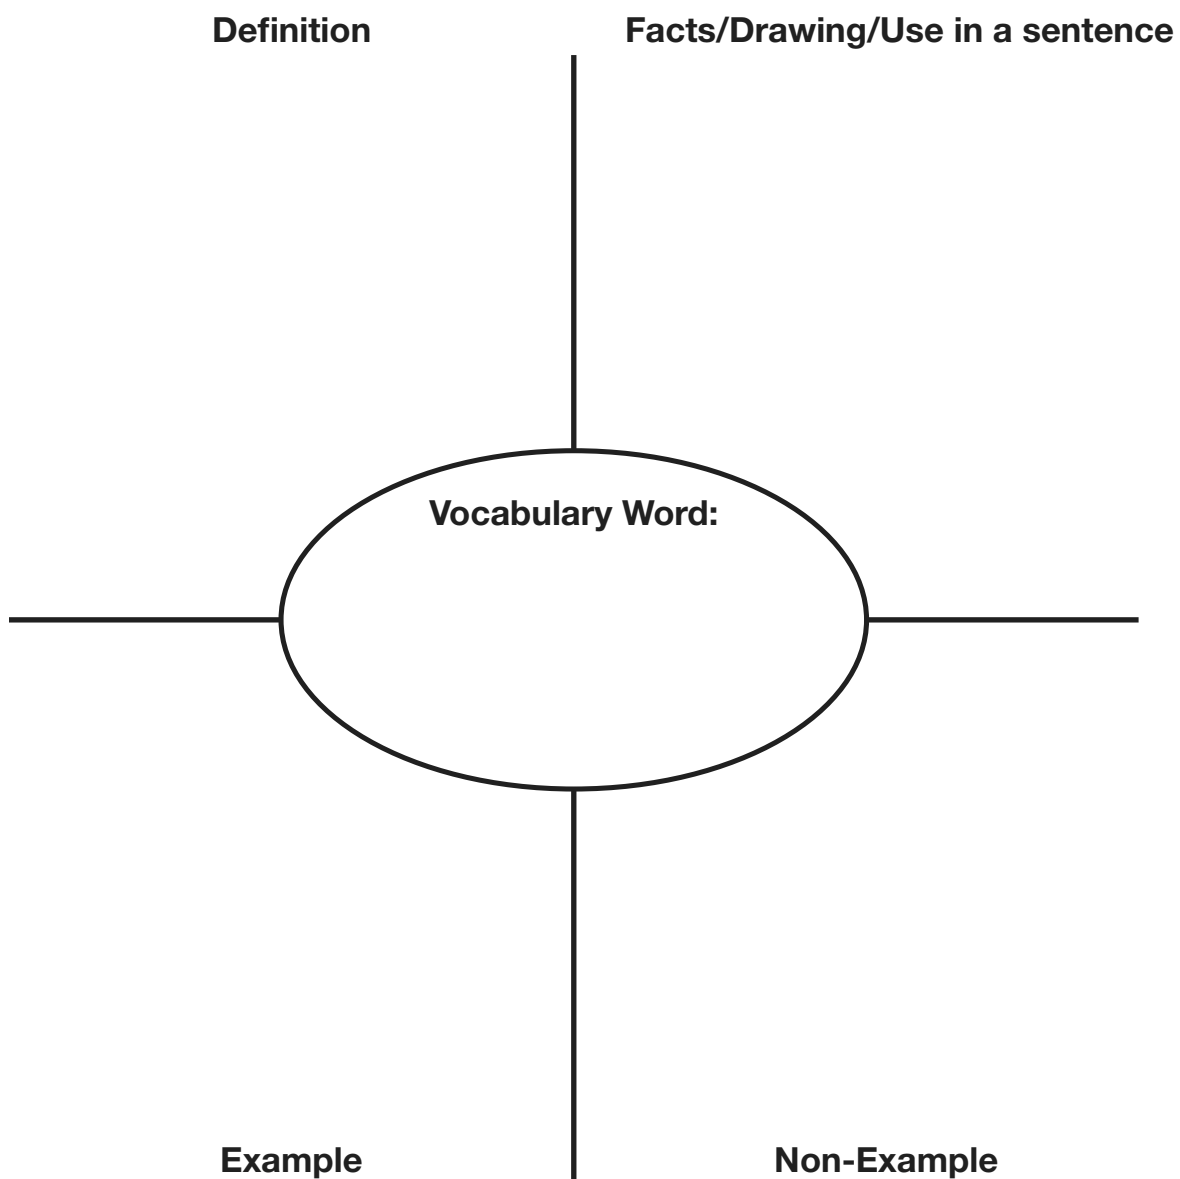 Definition
Facts/Drawing/Use in a sentence
Vocabulary Word:
Example
Non-Example